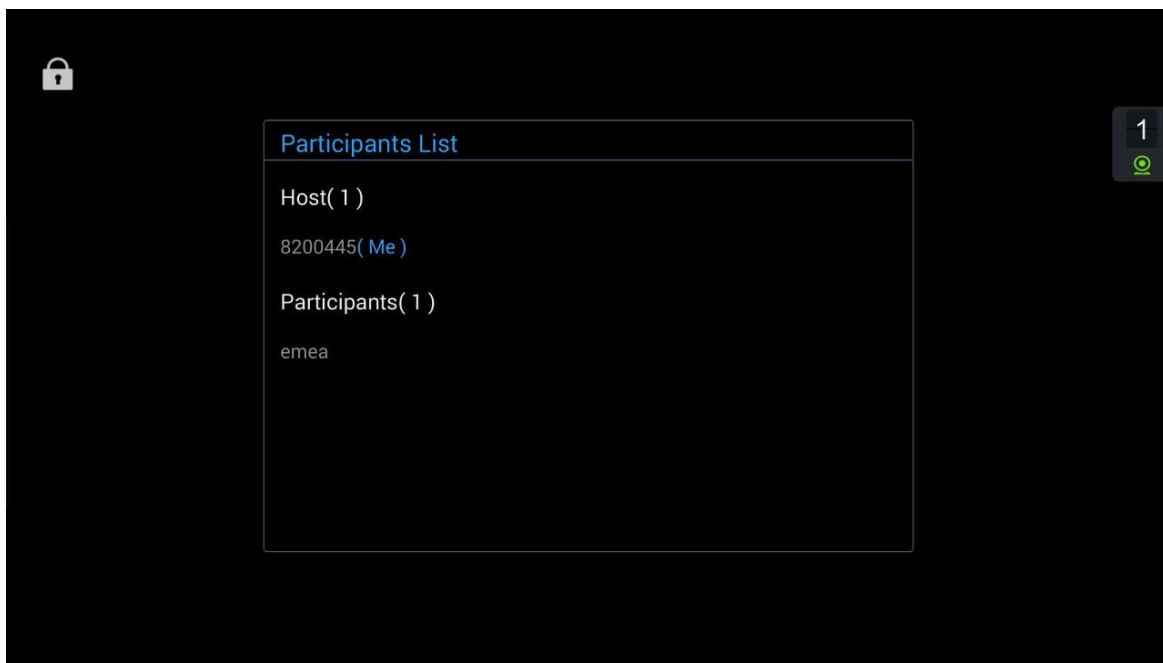 Participants List
1
Host( 1 )
8200445( Me )
Participants( 1 )
emea